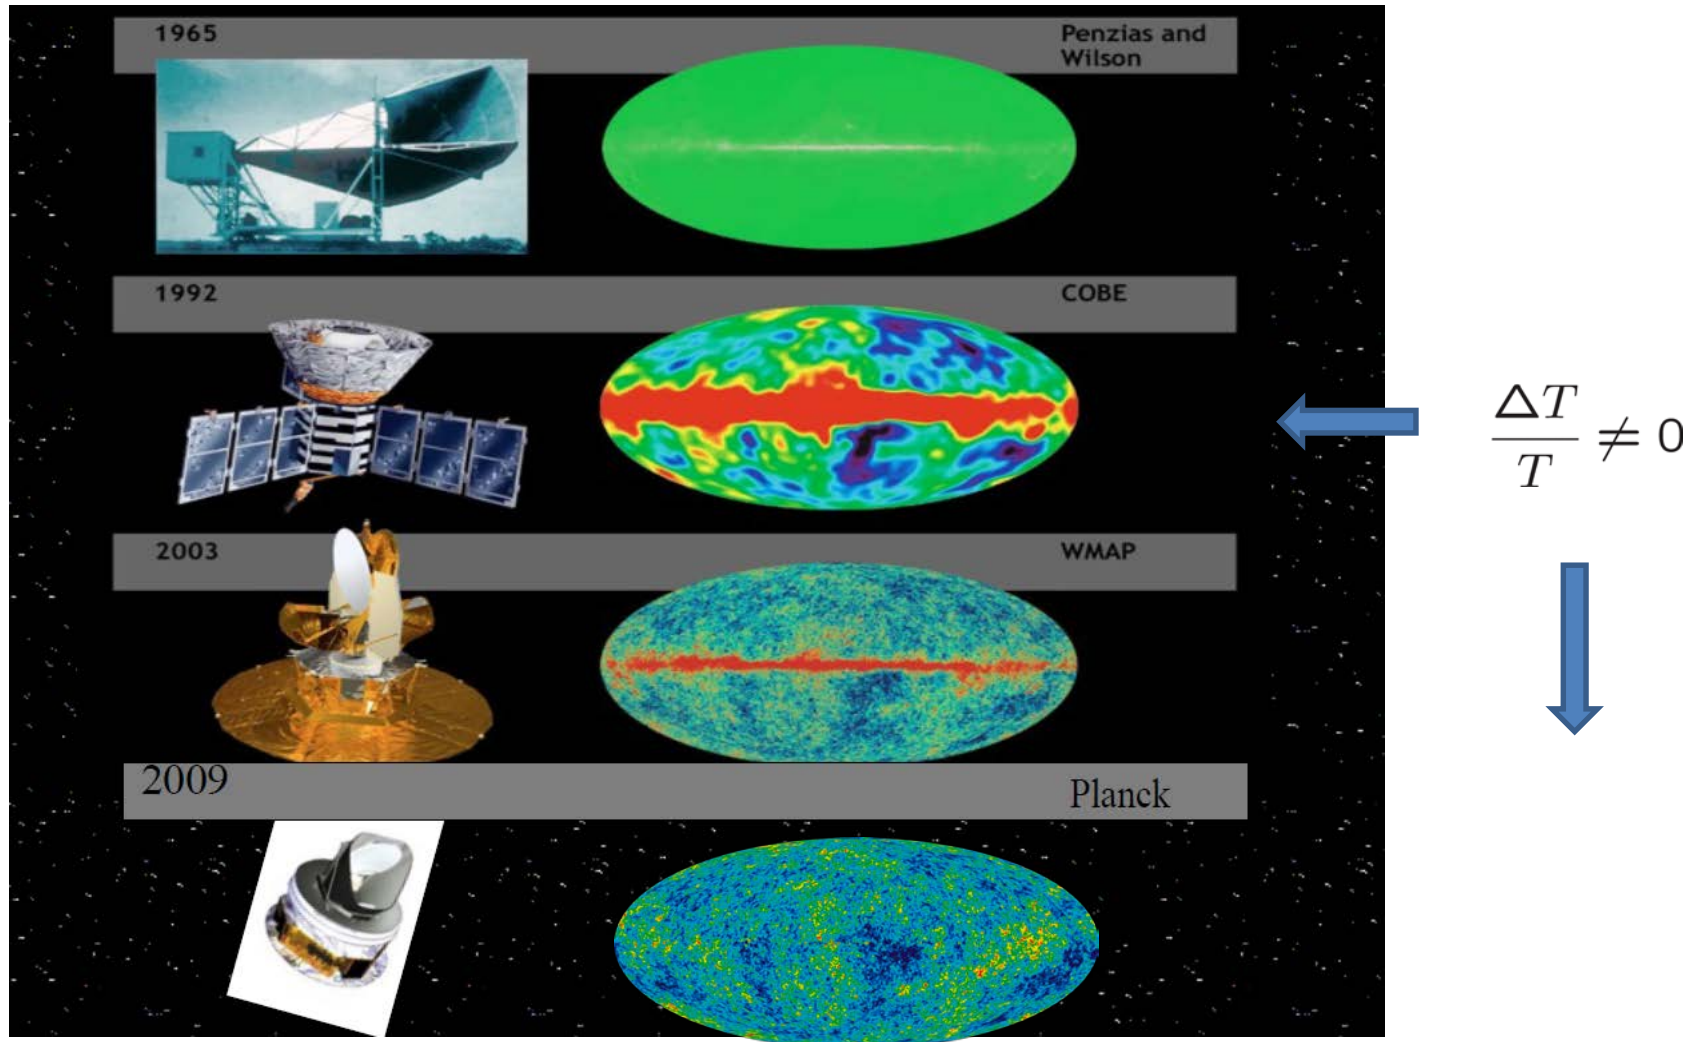 1965
Penzias and
Wilson
1992
COBE
ΔT/T ≠ 0
2003
WMAP
2009
Planck